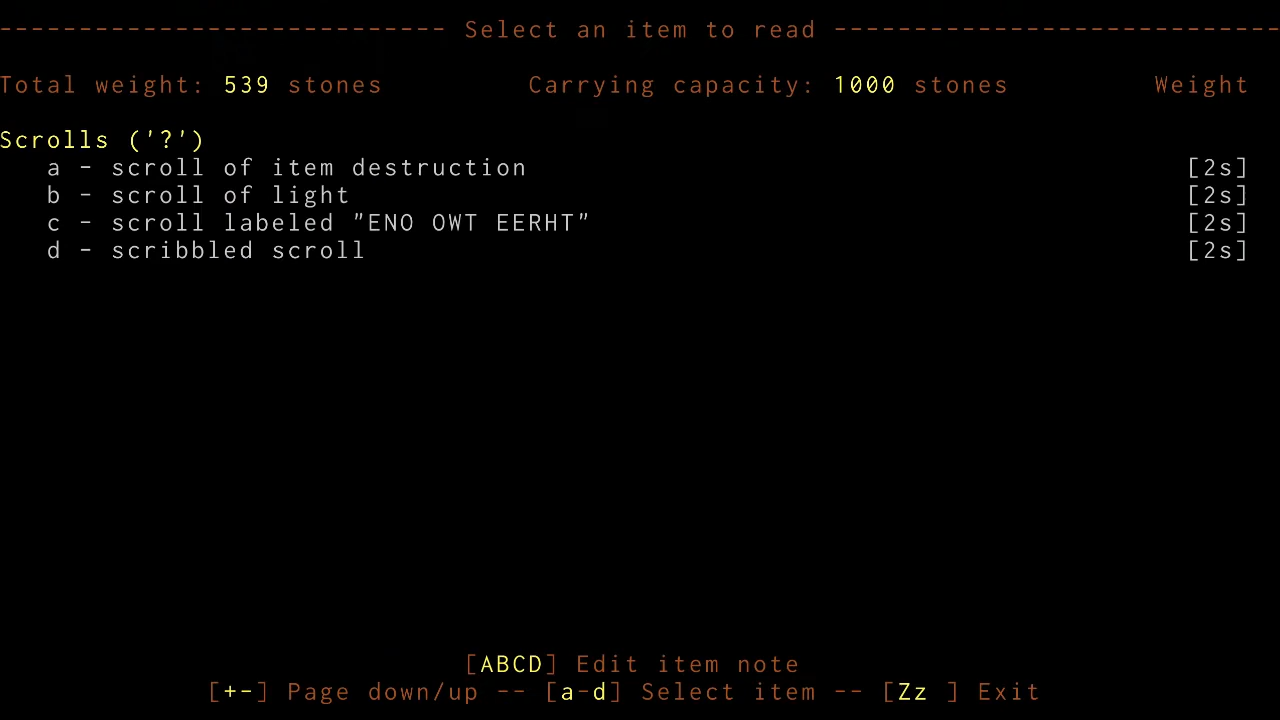 ---------------------------- Select an item to read ----------------------------
Total weight: 539 stones Carrying capacity: 1000 stones Weight
Scrolls ('?')
a - scroll of item destruction [2s]
b - scroll of light [2s]
c - scroll labeled "ENO OWT EERHT" [2s]
d - scribbled scroll [2s]
[ABCD] Edit item note
[+-] Page down/up -- [a-d] Select item -- [Zz ] Exit